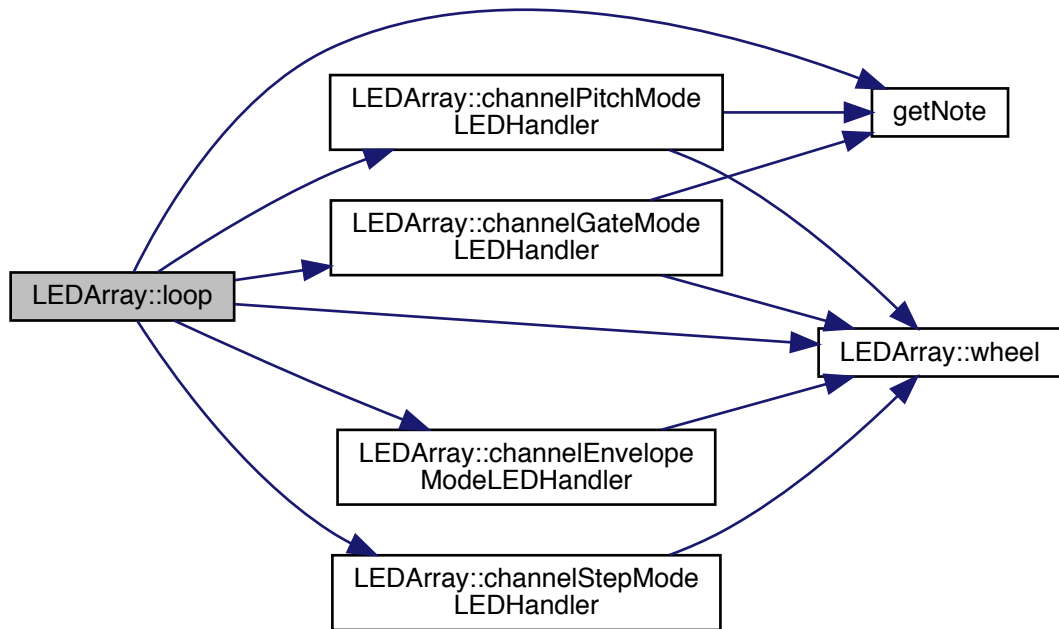 LEDArray::channelPitchMode
LEDHandler
getNote
LEDArray::channelGateMode
LEDHandler
LEDArray::loop
LEDArray::wheel
LEDArray::channelEnvelope
ModeLEDHandler
LEDArray::channelStepMode
LEDHandler